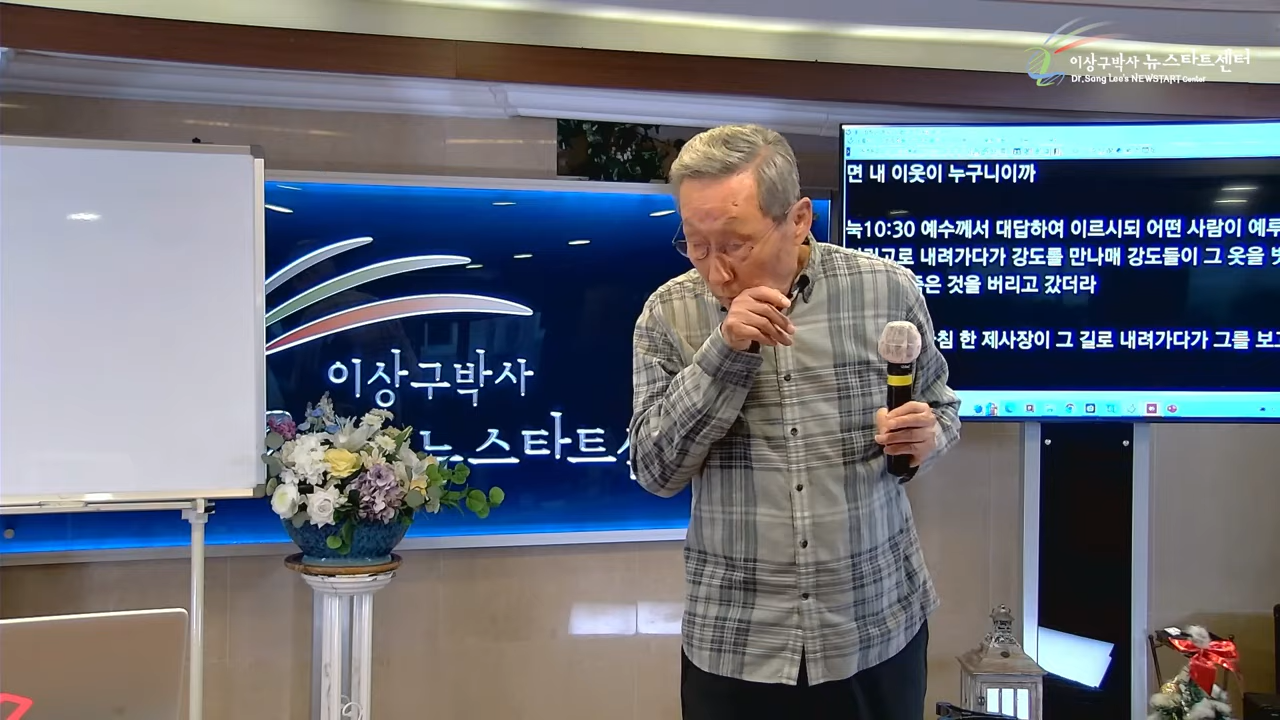 이상구박사 뉴스타트센터
Dr. Sang Lee's NEWSTART Center
면 내 이웃이 누구니이까
눅10:30 예수께서 대답하여 이르시되 어떤 사람이 예루
내려가다가 강도를 만나매 강도들이 그 옷을
것을 버리고 갔더라
한 제사장이 그 길로 내려가다가 그를 보고
이상구박사
뉴스타트